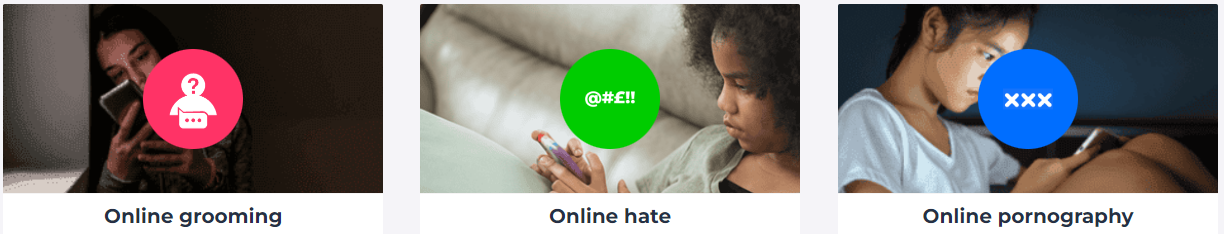 ?
@#£!!
xxx
Online grooming
Online hate
Online pornography